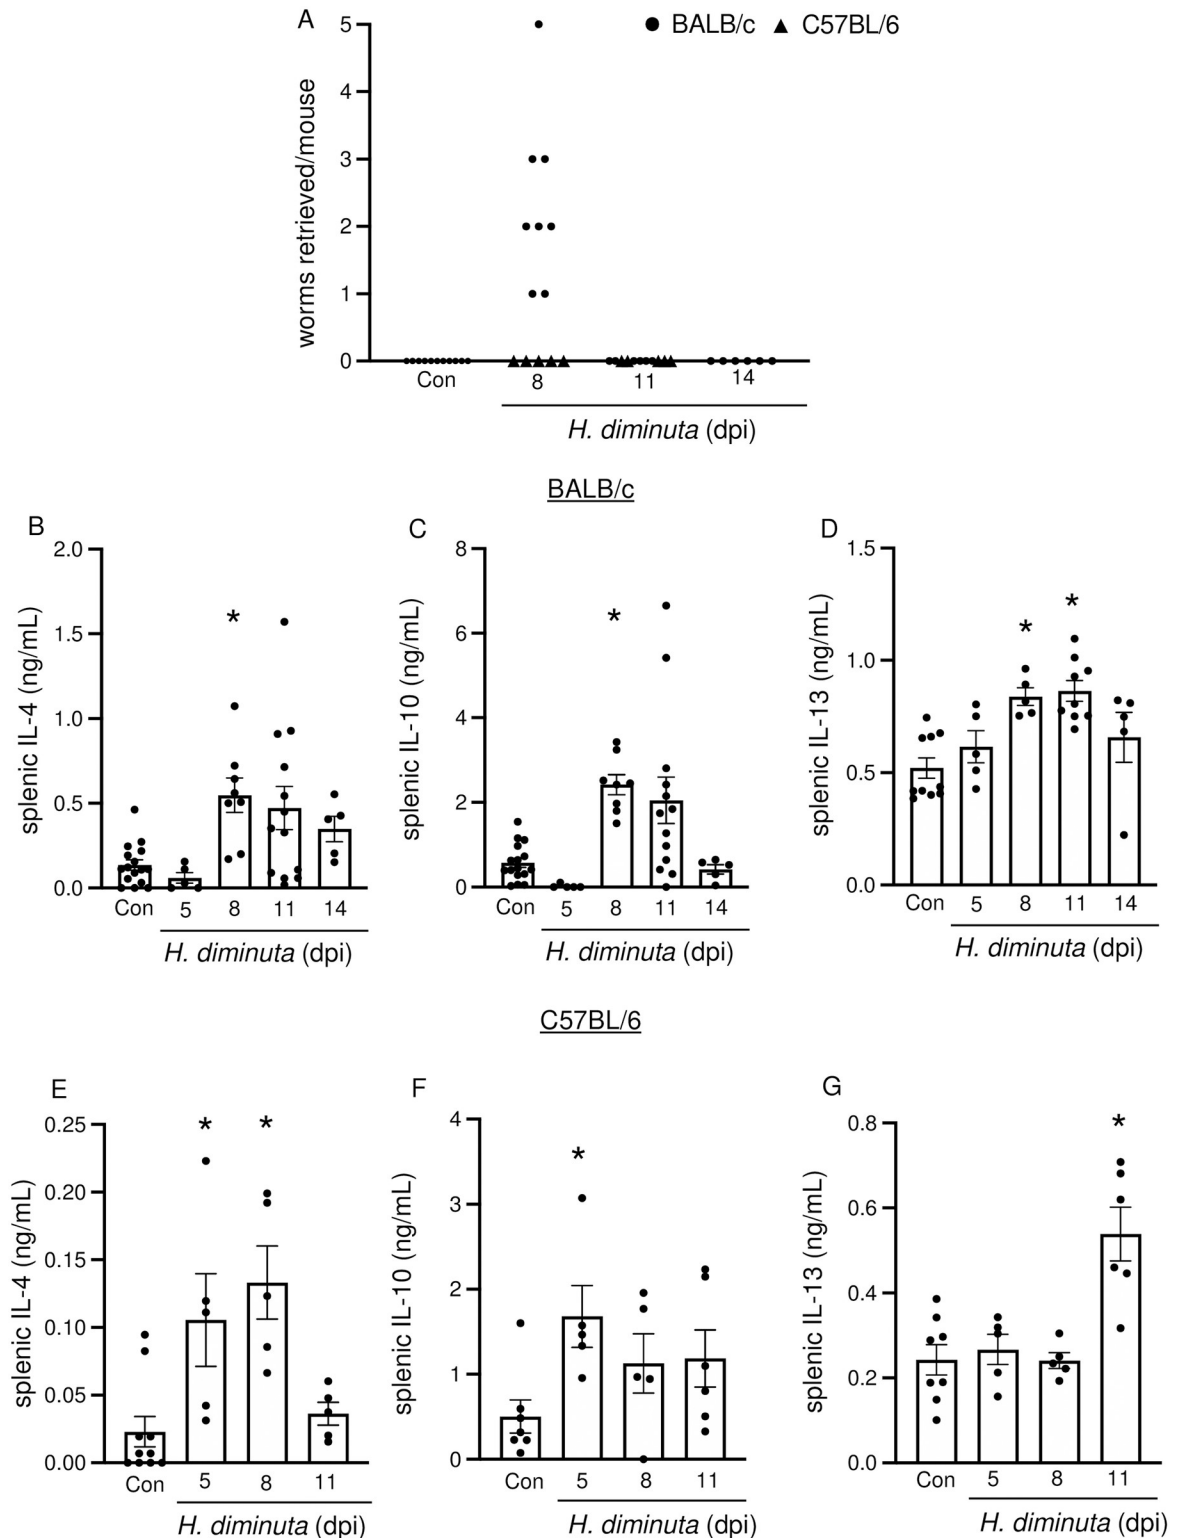 A
BALB/c C57BL/6
worms retrieved/mouse
5
4
3
2
1
0
Con 8 11 14
H. diminuta (dpi)
BALB/c
B
splenic IL-4 (ng/mL)
2.0
1.5
1.0
0.5
0.0
Con 5 8 11 14
H. diminuta (dpi)
*
C
splenic IL-10 (ng/mL)
8
6
4
2
0
Con 5 8 11 14
H. diminuta (dpi)
*
D
splenic IL-13 (ng/mL)
1.5
1.0
0.5
0.0
Con 5 8 11 14
H. diminuta (dpi)
* *
C57BL/6
E
splenic IL-4 (ng/mL)
0.25
0.20
0.15
0.10
0.05
0.00
Con 5 8 11
H. diminuta (dpi)
* *
F
splenic IL-10 (ng/mL)
4
3
2
1
0
Con 5 8 11
H. diminuta (dpi)
*
G
splenic IL-13 (ng/mL)
0.8
0.6
0.4
0.2
0.0
Con 5 8 11
H. diminuta (dpi)
*